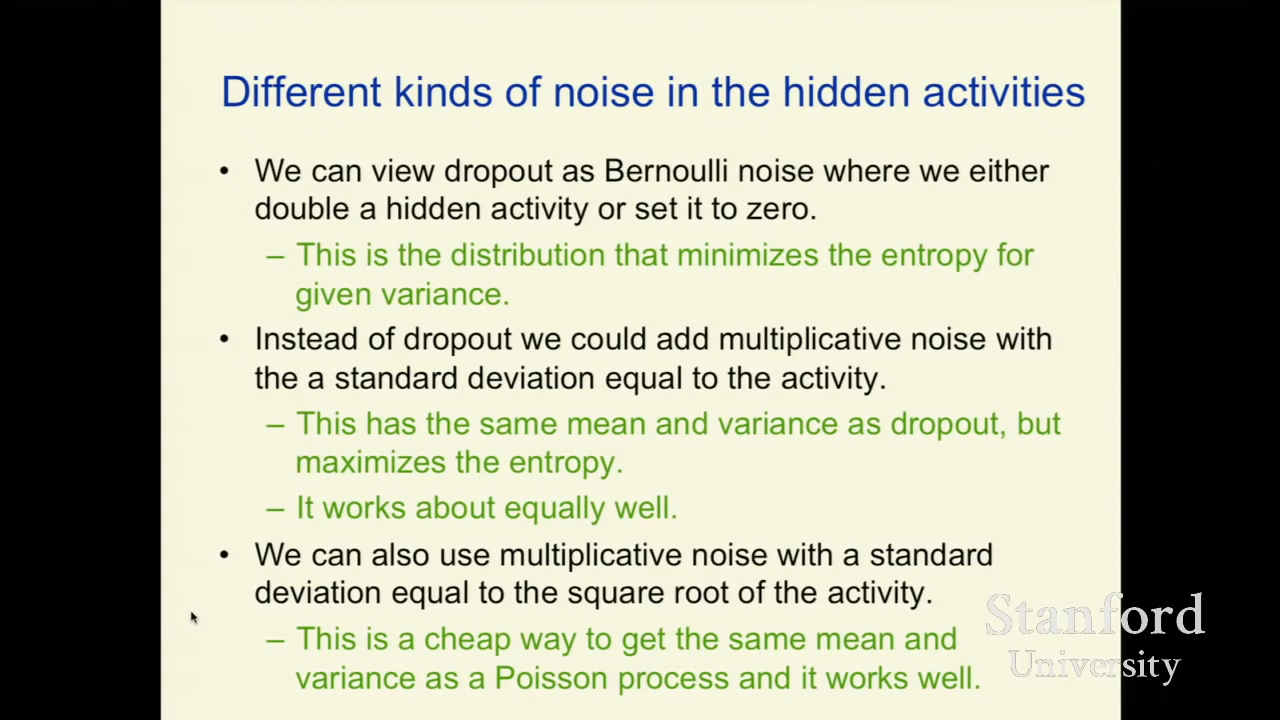 Different kinds of noise in the hidden activities
• We can view dropout as Bernoulli noise where we either
double a hidden activity or set it to zero.
– This is the distribution that minimizes the entropy for
given variance.
• Instead of dropout we could add multiplicative noise with
the a standard deviation equal to the activity.
– This has the same mean and variance as dropout, but
maximizes the entropy.
– It works about equally well.
• We can also use multiplicative noise with a standard
deviation equal to the square root of the activity.
– This is a cheap way to get the same mean and
variance as a Poisson process and it works well.
Stanford
University